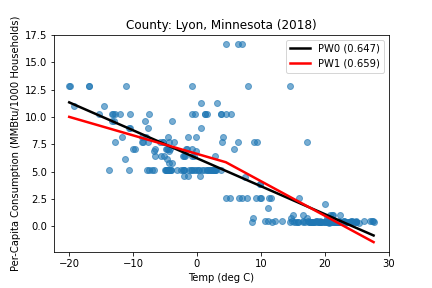 County: Lyon, Minnesota (2018)
Per-Capita Consumption (MMBtu/1000 Households)
17.5
15.0
12.5
10.0
7.5
5.0
2.5
0.0
PW0 (0.647)
PW1 (0.659)
−20
−10
0
10
20
30
Temp (deg C)